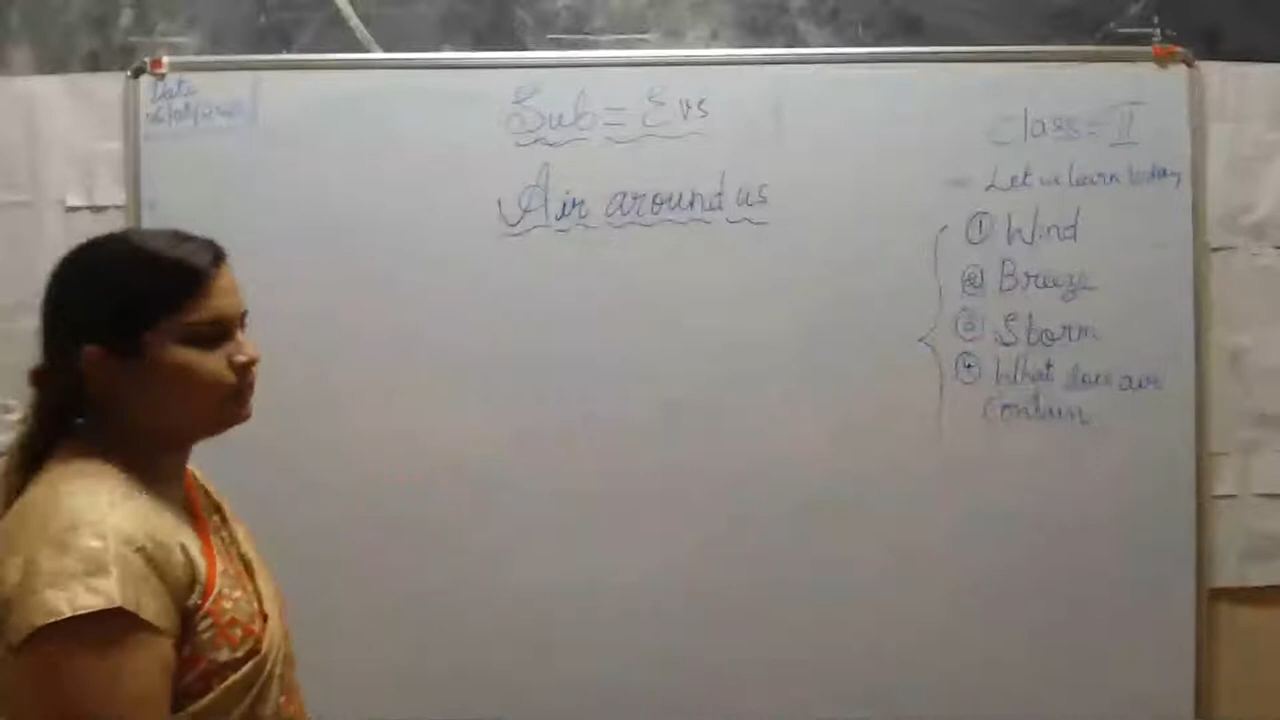 Date
Sub = Evs
Class = II
Air around us
- Let us learn today
① Wind
② Breeze
③ Storm
④ What does air
contain